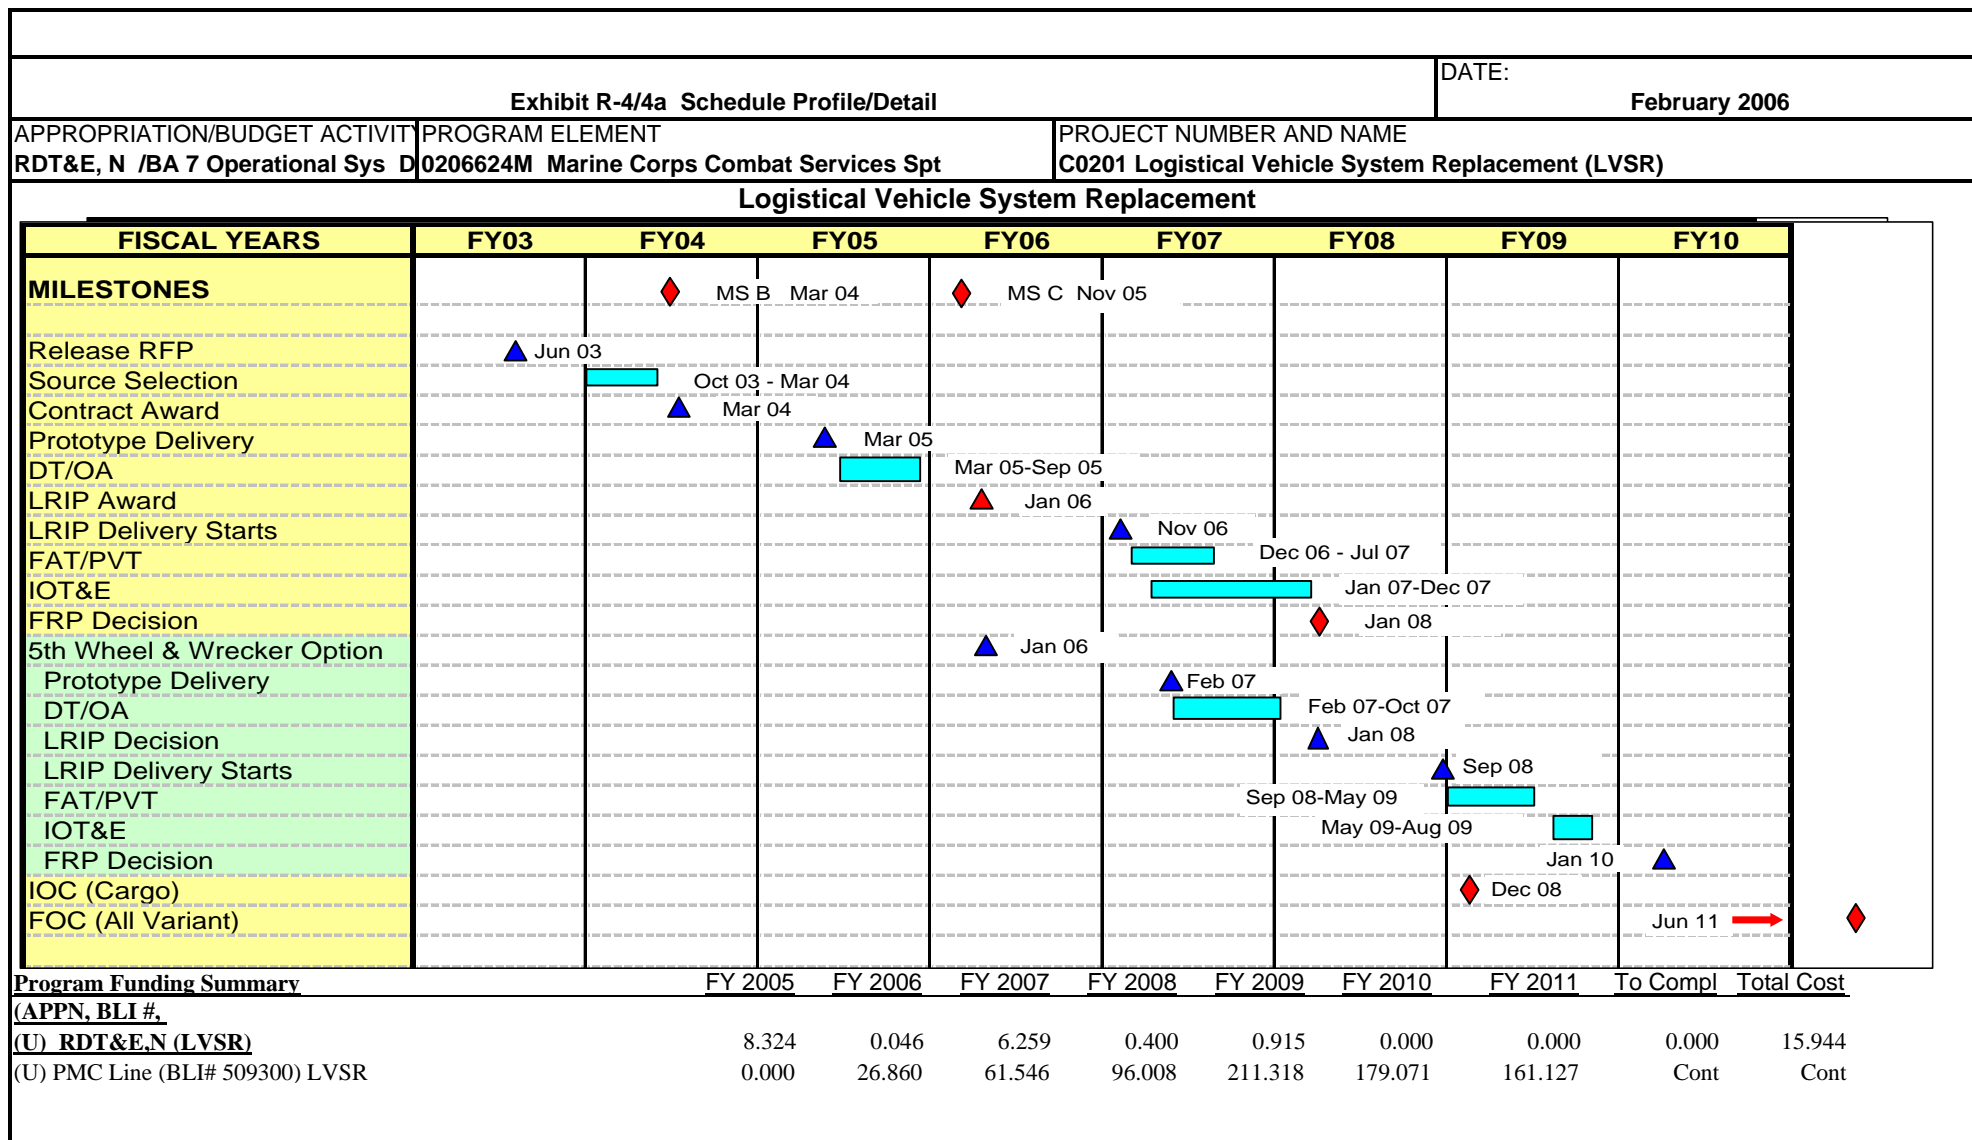 DATE:
Exhibit R-4/4a  Schedule Profile/Detail
February 2006
APPROPRIATION/BUDGET ACTIVITY PROGRAM ELEMENT PROJECT NUMBER AND NAME
RDT&E, N  /BA 7 Operational Sys  D 0206624M  Marine Corps Combat Services Spt C0201 Logistical Vehicle System Replacement (LVSR)
Logistical Vehicle System Replacement
FISCAL YEARS FY03 FY04 FY05 FY06 FY07 FY08 FY09 FY10
MILESTONES MS B Mar 04 MS C Nov 05
Release RFP Jun 03
Source Selection Oct 03 - Mar 04
Contract Award Mar 04
Prototype Delivery Mar 05
DT/OA Mar 05-Sep 05
LRIP Award Jan 06
LRIP Delivery Starts Nov 06
FAT/PVT Dec 06 - Jul 07
IOT&E Jan 07-Dec 07
FRP Decision Jan 08
5th Wheel & Wrecker Option Jan 06
Prototype Delivery Feb 07
DT/OA Feb 07-Oct 07
LRIP Decision Jan 08
LRIP Delivery Starts Sep 08
FAT/PVT Sep 08-May 09
IOT&E May 09-Aug 09
FRP Decision Jan 10
IOC (Cargo) Dec 08
FOC (All Variant) Jun 11
Program Funding Summary FY 2005 FY 2006 FY 2007 FY 2008 FY 2009 FY 2010 FY 2011 To Compl Total Cost
(APPN, BLI #,
(U)  RDT&E,N (LVSR) 8.324 0.046 6.259 0.400 0.915 0.000 0.000 0.000 15.944
(U) PMC Line (BLI# 509300) LVSR 0.000 26.860 61.546 96.008 211.318 179.071 161.127 Cont Cont